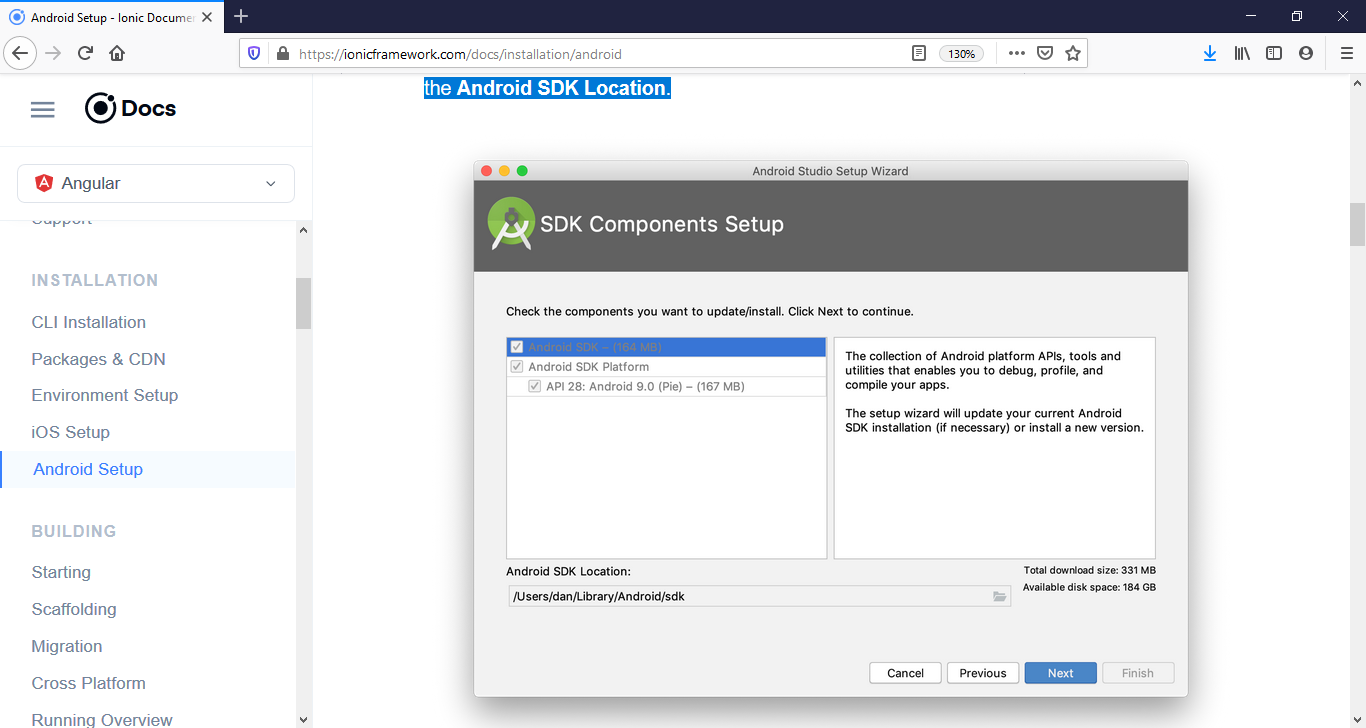 Android Setup - Ionic Documen
https://ionicframework.com/docs/installation/android
130%
Docs
Angular
Support
INSTALLATION
CLI Installation
Packages & CDN
Environment Setup
iOS Setup
Android Setup
BUILDING
Starting
Scaffolding
Migration
Cross Platform
Running Overview
the Android SDK Location.
Android Studio Setup Wizard
SDK Components Setup
Check the components you want to update/install. Click Next to continue.
Android SDK – (164 MB)
Android SDK Platform
API 28: Android 9.0 (Pie) – (167 MB)
The collection of Android platform APIs, tools and
utilities that enables you to debug, profile, and
compile your apps.
The setup wizard will update your current Android
SDK installation (if necessary) or install a new version.
Android SDK Location:
/Users/dan/Library/Android/sdk
Total download size: 331 MB
Available disk space: 184 GB
Cancel
Previous
Next
Finish